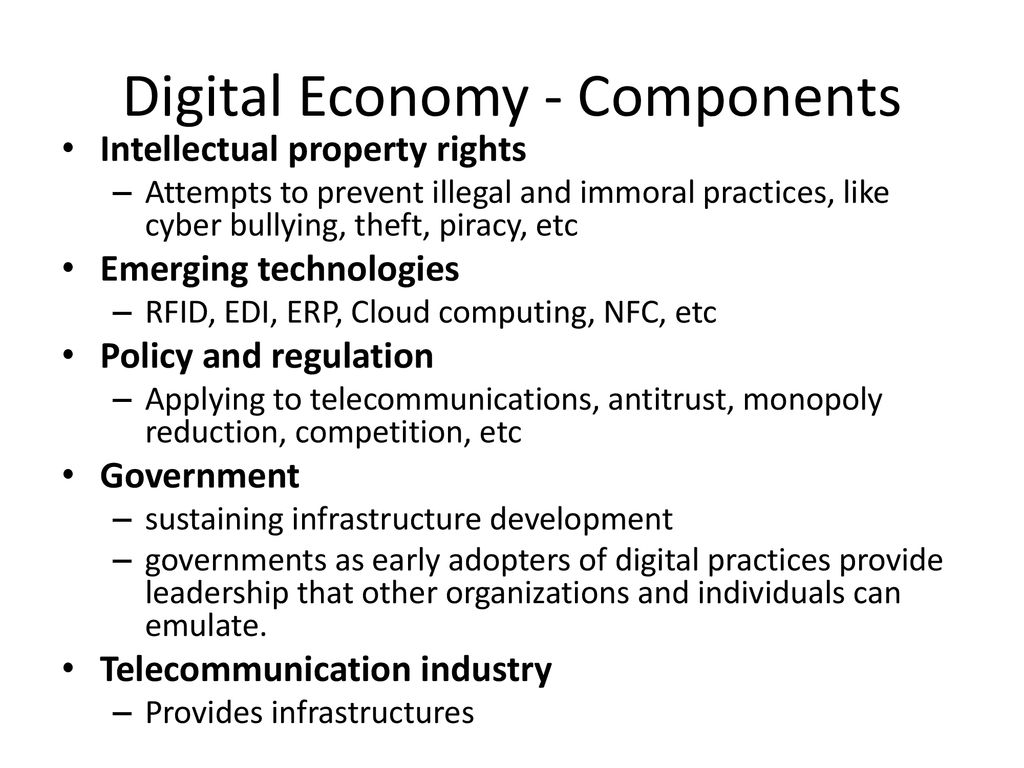 Digital Economy - Components
• Intellectual property rights
– Attempts to prevent illegal and immoral practices, like
cyber bullying, theft, piracy, etc
• Emerging technologies
– RFID, EDI, ERP, Cloud computing, NFC, etc
• Policy and regulation
– Applying to telecommunications, antitrust, monopoly
reduction, competition, etc
• Government
– sustaining infrastructure development
– governments as early adopters of digital practices provide
leadership that other organizations and individuals can
emulate.
• Telecommunication industry
– Provides infrastructures